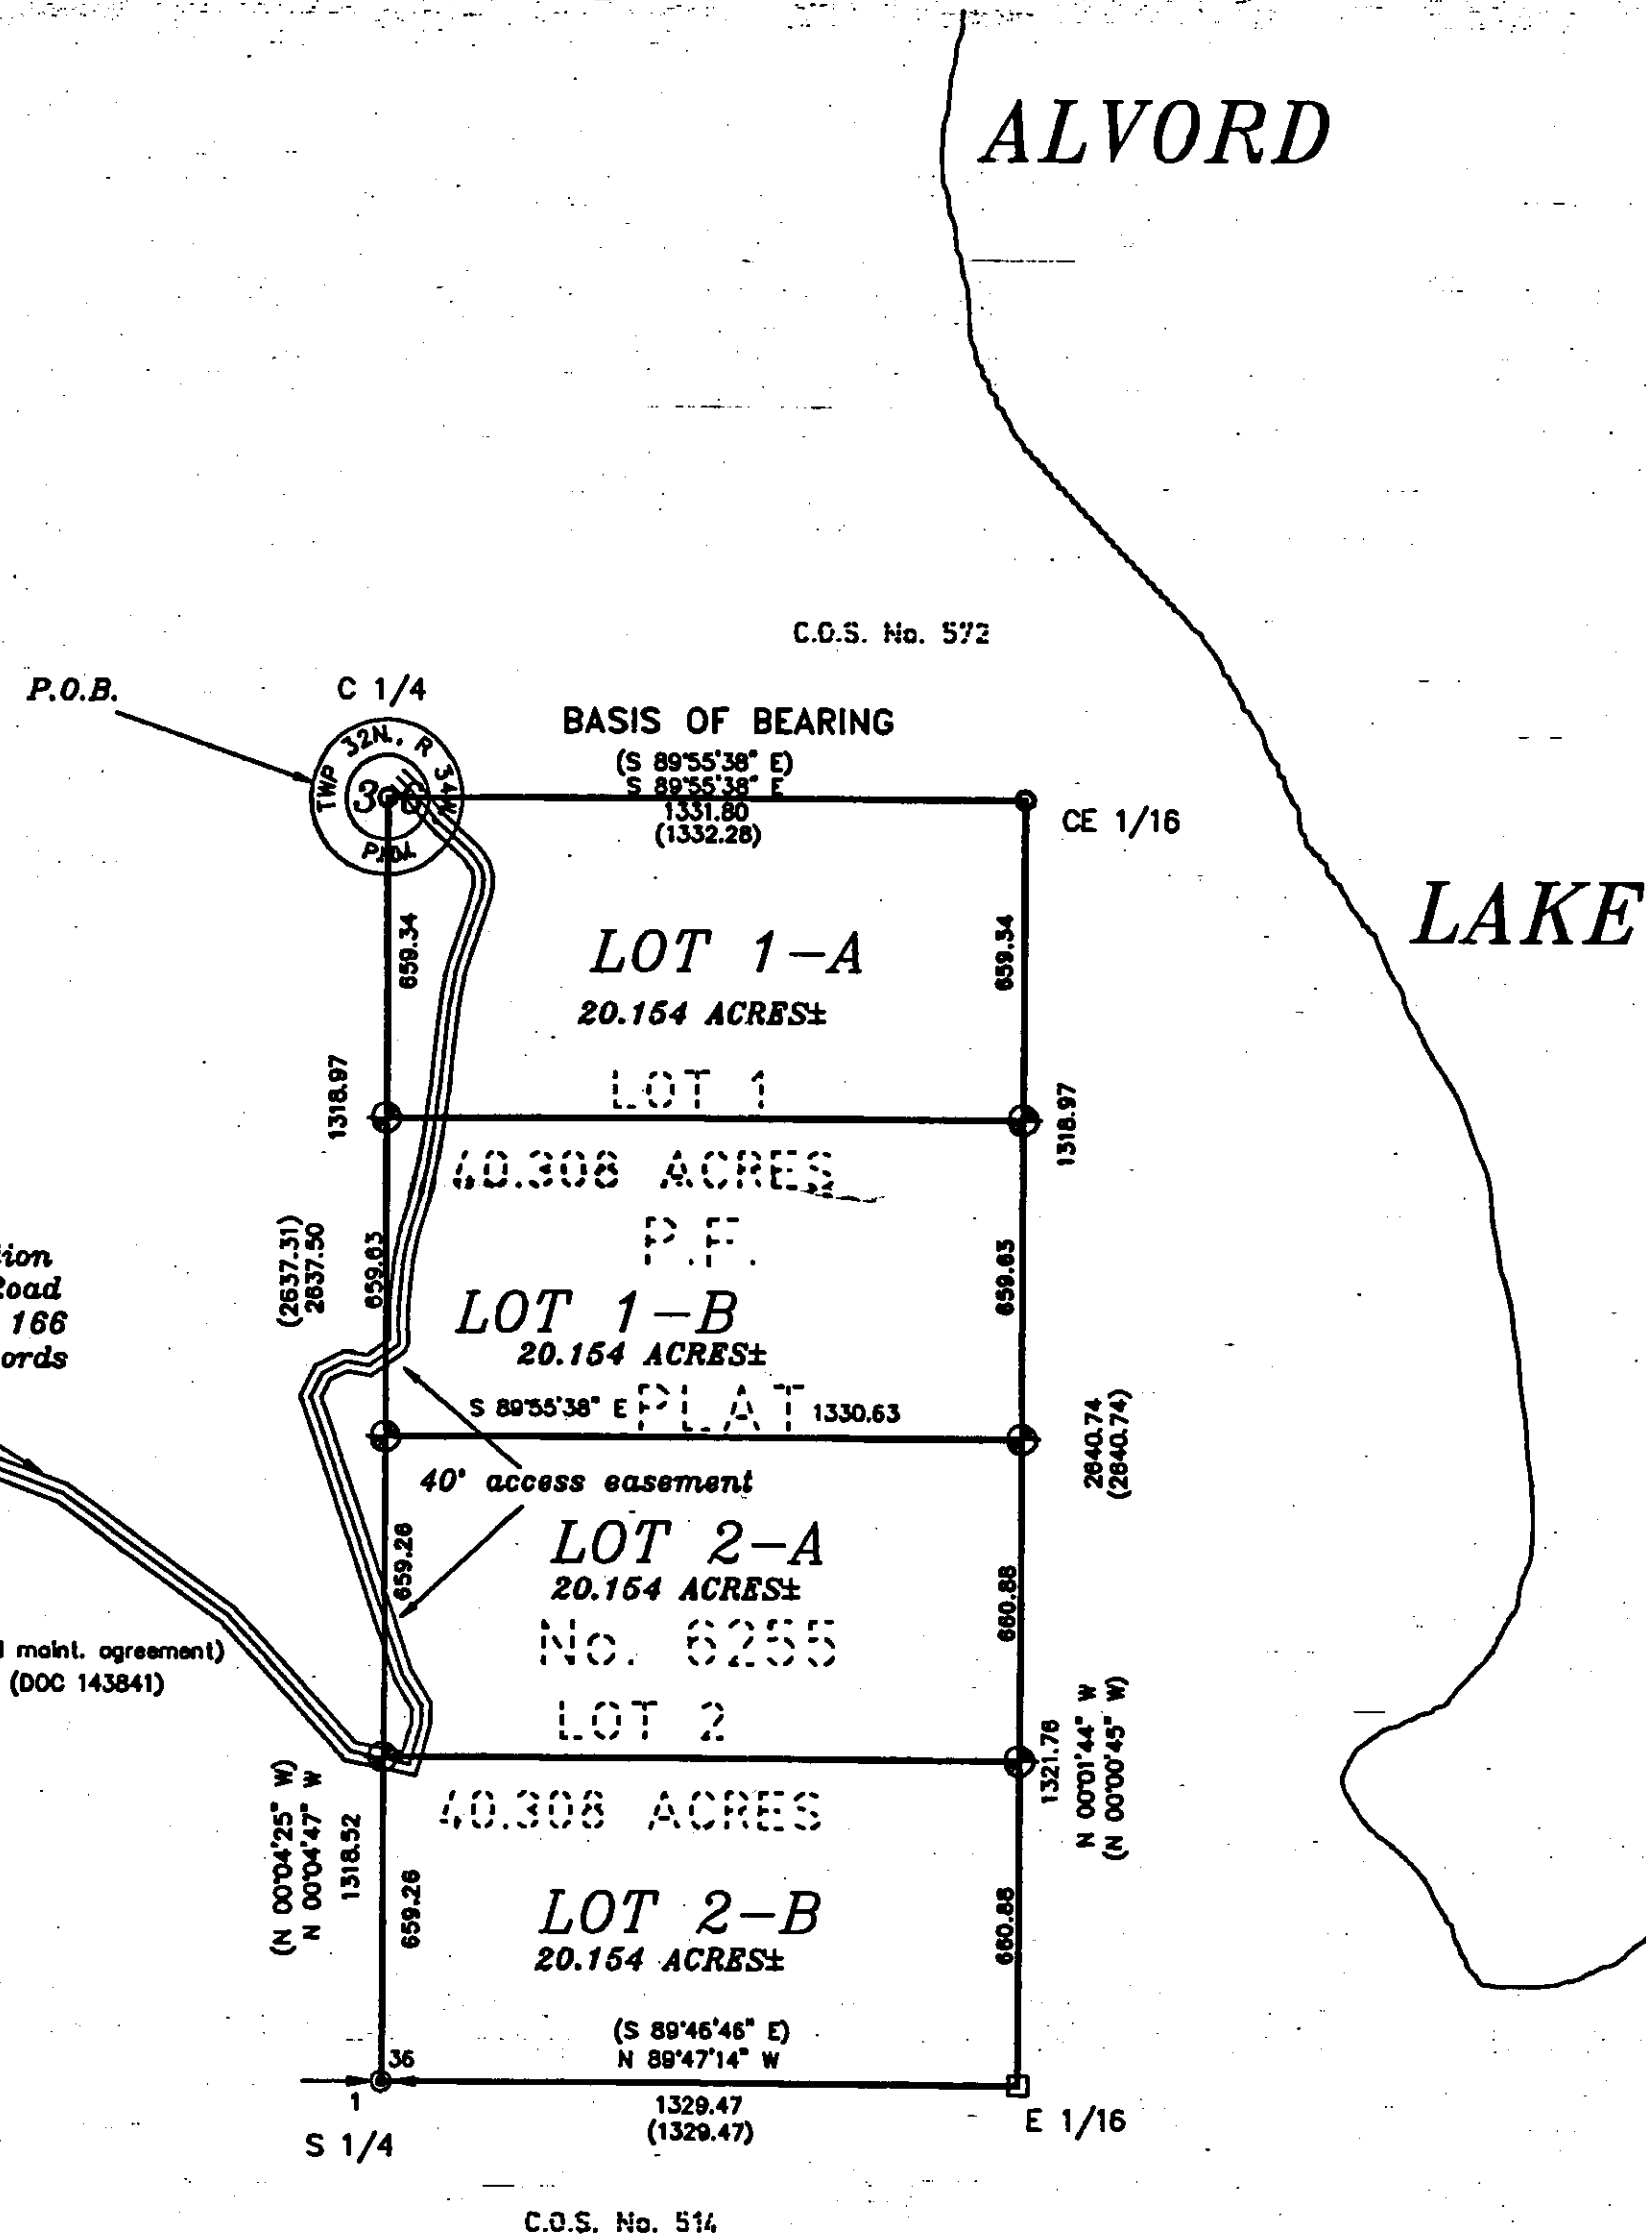 ALVORD
LAKE
C.O.S. No. 572
P.O.B.
C 1/4
TWP 32N., R 34W
36
BASIS OF BEARING
(S 89°55'38" E)
S 89°55'38" E
1331.80
(1332.28)
CE 1/16
659.34
659.34
LOT 1-A
20.154 ACRES±
LOT 1
1318.97
1318.97
40.308 ACRES
P.F.
(2637.31)
2637.50
659.63
659.63
LOT 1-B
20.154 ACRES±
166
S 89°55'38" E
PLAT
1330.63
2640.74
(2640.74)
40' access easement
659.26
LOT 2-A
20.154 ACRES±
660.88
No. 6255
maint. agreement)
(DOC 143841)
LOT 2
1321.76
N 00°01'44" W
(N 00°00'45" W)
(N 00°04'25" W)
N 00°04'47" W
1318.52
40.308 ACRES
659.26
660.88
LOT 2-B
20.154 ACRES±
(S 89°46'46" E)
N 89°47'14" W
36
1
1329.47
(1329.47)
S 1/4
E 1/16
C.O.S. No. 514